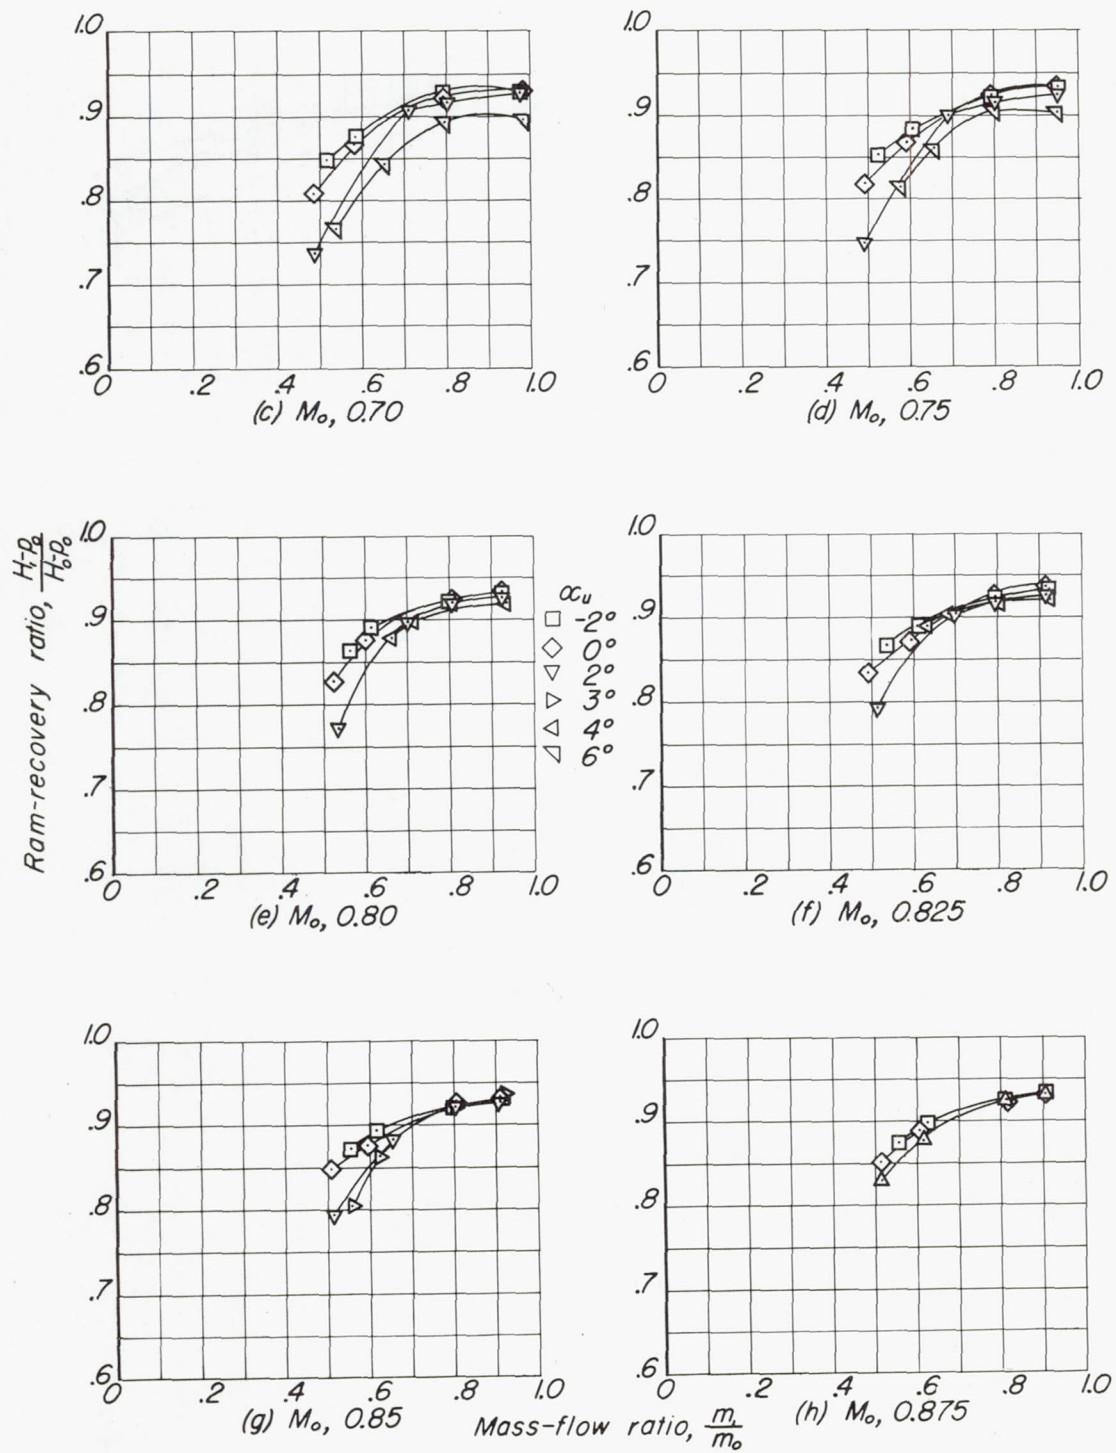 1.0
.9
.8
.7
.6
0 .2 .4 .6 .8 1.0
(c) M₀, 0.70
1.0
.9
.8
.7
.6
0 .2 .4 .6 .8 1.0
(d) M₀, 0.75
Ram-recovery ratio, H₁-p₀/H₀-p₀
1.0
.9
.8
.7
.6
0 .2 .4 .6 .8 1.0
(e) M₀, 0.80
αᵤ
-2°
0°
2°
3°
4°
6°
1.0
.9
.8
.7
.6
0 .2 .4 .6 .8 1.0
(f) M₀, 0.825
1.0
.9
.8
.7
.6
0 .2 .4 .6 .8 1.0
(g) M₀, 0.85
1.0
.9
.8
.7
.6
0 .2 .4 .6 .8 1.0
(h) M₀, 0.875
Mass-flow ratio, m₁/m₀